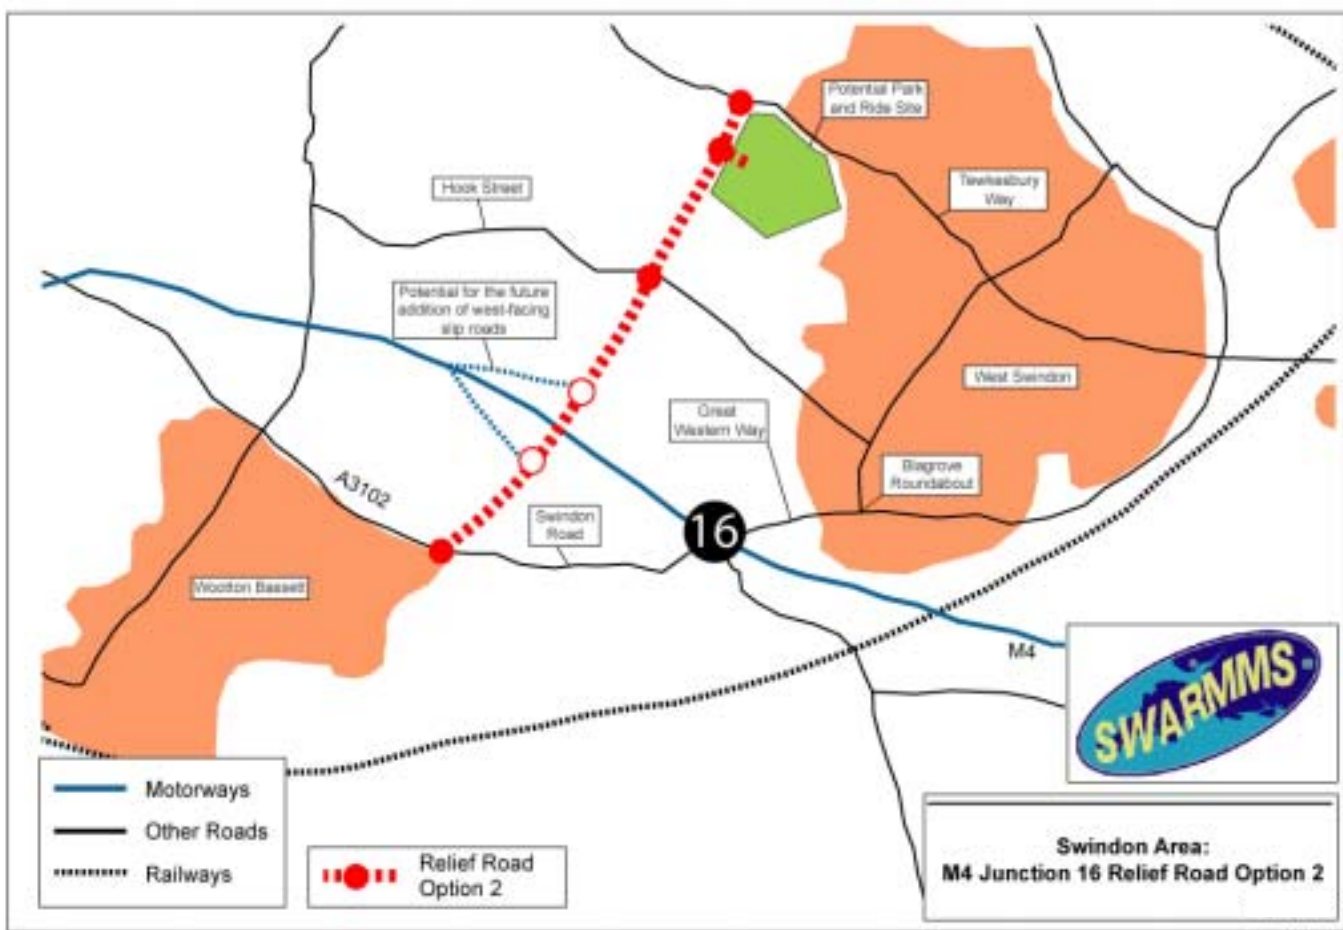 Potential Park
and Ride Site
Hook Street
Tewkesbury
Way
Potential for the future
addition of west-facing
slip roads
West Swindon
Great
Western Way
Blagrove
Roundabout
A3102
Swindon
Road
16
Wootton Bassett
M4
SWARMMS
Motorways
Other Roads
Railways
Relief Road
Option 2
Swindon Area:
M4 Junction 16 Relief Road Option 2